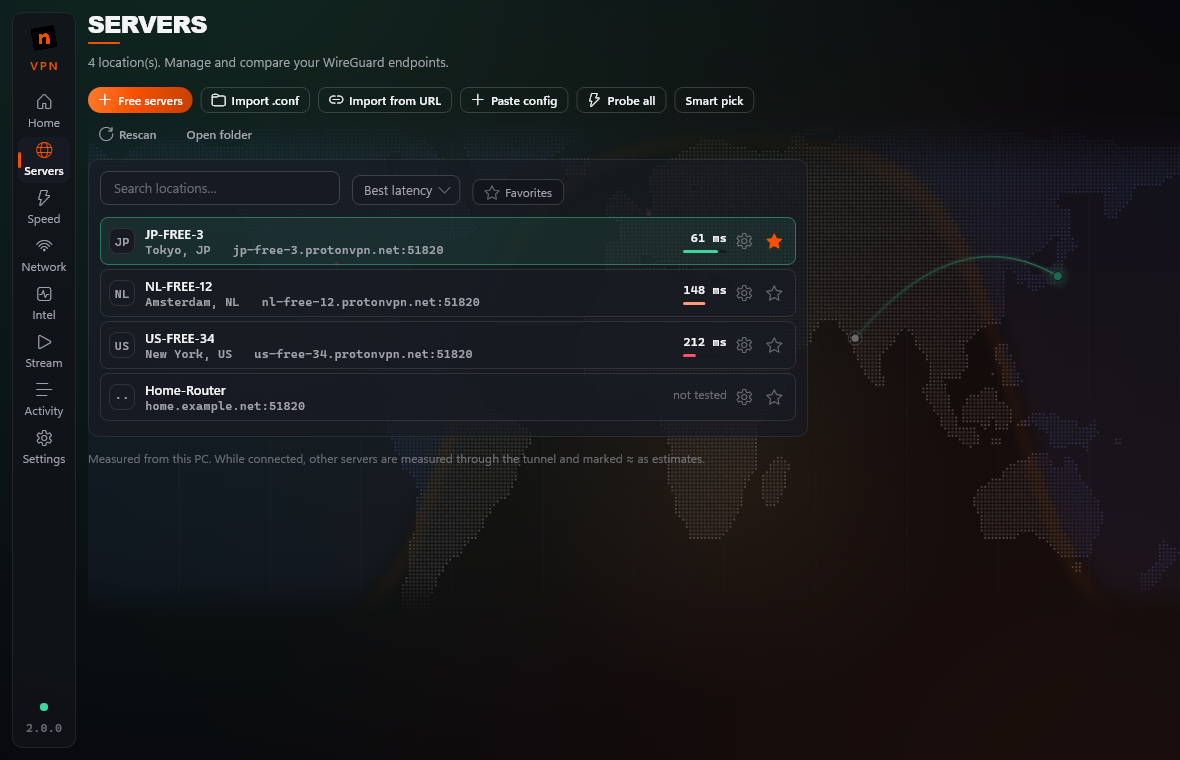 n
VPN
Home
Servers
Speed
Network
Intel
Stream
Activity
Settings
2.0.0
SERVERS
4 location(s). Manage and compare your WireGuard endpoints.
Free servers Import .conf Import from URL Paste config Probe all Smart pick
Rescan Open folder
Search locations... Best latency Favorites
JP JP-FREE-3 61 ms
Tokyo, JP jp-free-3.protonvpn.net:51820
NL NL-FREE-12 148 ms
Amsterdam, NL nl-free-12.protonvpn.net:51820
US US-FREE-34 212 ms
New York, US us-free-34.protonvpn.net:51820
.. Home-Router not tested
home.example.net:51820
Measured from this PC. While connected, other servers are measured through the tunnel and marked ≈ as estimates.